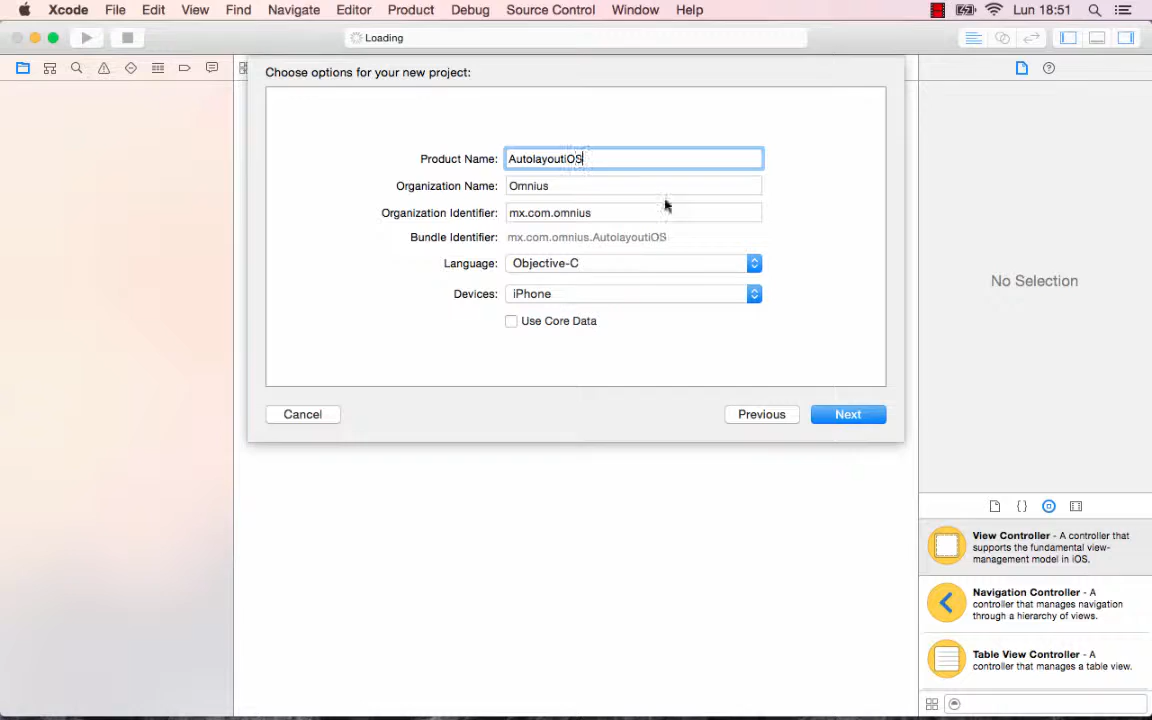 Xcode File Edit View Find Navigate Editor Product Debug Source Control Window Help Lun 18:51
Loading
Choose options for your new project:
Product Name: AutolayoutiOS
Organization Name: Omnius
Organization Identifier: mx.com.omnius
Bundle Identifier: mx.com.omnius.AutolayoutiOS
Language: Objective-C
Devices: iPhone
Use Core Data
Cancel Previous Next
No Selection
View Controller - A controller that
supports the fundamental view-
management model in iOS.
Navigation Controller - A
controller that manages navigation
through a hierarchy of views.
Table View Controller - A
controller that manages a table view.